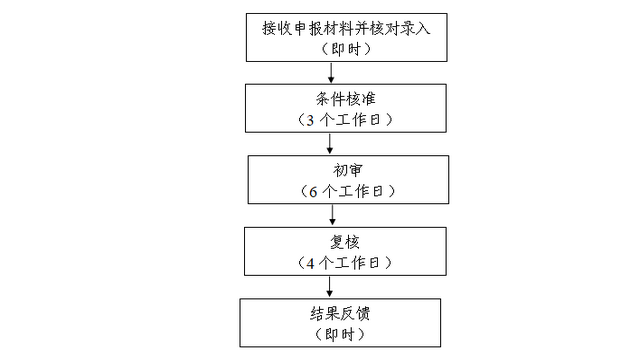 接收申报材料并核对录入
（即时）
条件核准
（3 个工作日）
初审
（6 个工作日）
复核
（4 个工作日）
结果反馈
（即时）